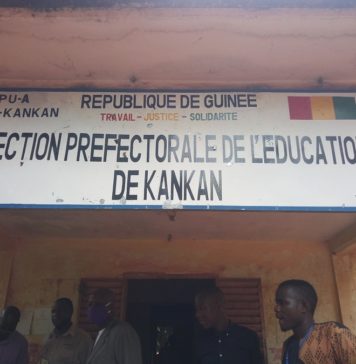 PU-A
-KANKAN
REPUBLIQUE DE GUINEE
TRAVAIL - JUSTICE - SOLIDARITE
ECTION PREFECTORALE DE L'EDUCATIO
DE KANKAN